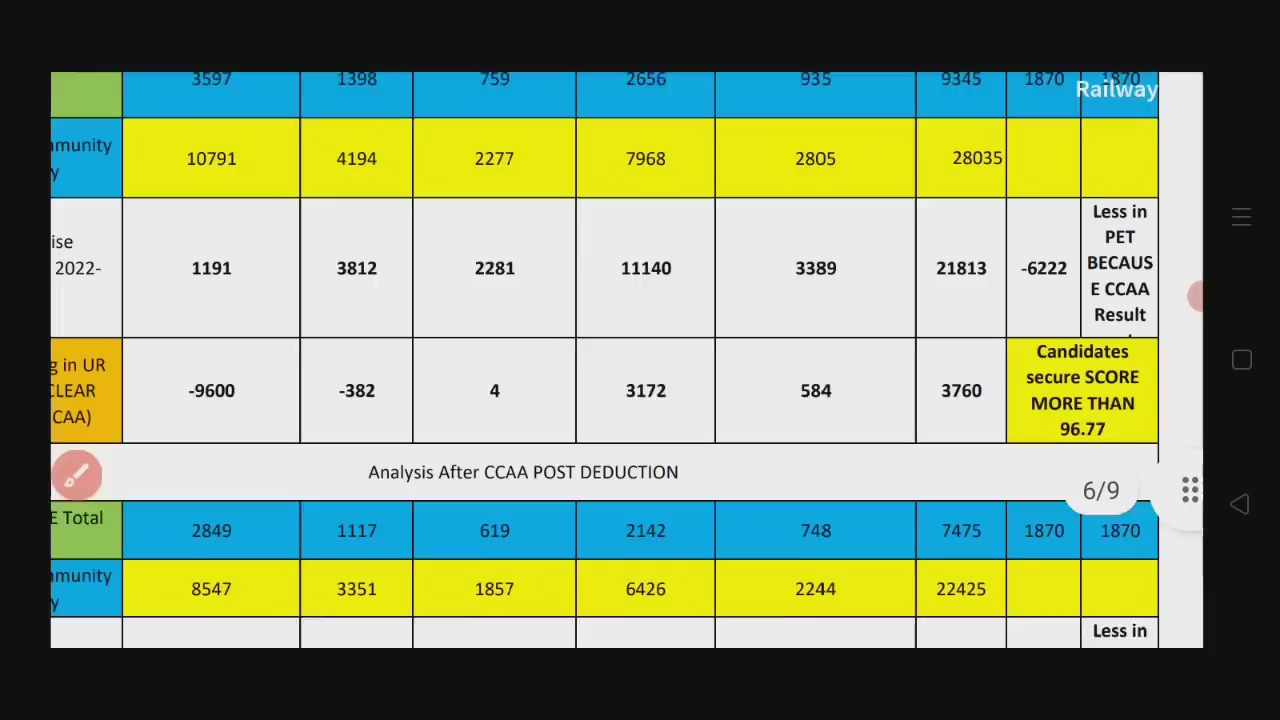 3597 1398 759 2656 935 9345 1870 1870
Railway
mmunity
y
10791 4194 2277 7968 2805 28035
ise
2022-
1191 3812 2281 11140 3389 21813 -6222
Less in
PET
BECAUS
E CCAA
Result
g in UR
CLEAR
CAA)
-9600 -382 4 3172 584 3760
Candidates
secure SCORE
MORE THAN
96.77
Analysis After CCAA POST DEDUCTION
6/9
E Total
2849 1117 619 2142 748 7475 1870 1870
mmunity
y
8547 3351 1857 6426 2244 22425
Less in